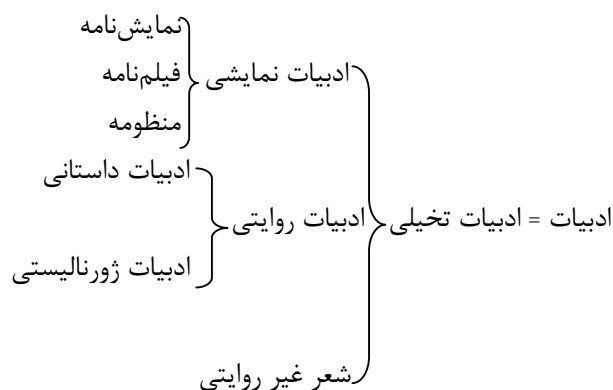 نمایش‌نامه
ادبیات نمایشی
فیلم‌نامه
منظومه
ادبیات داستانی
ادبیات = ادبیات تخیلی
ادبیات روایتی
ادبیات ژورنالیستی
شعر غیر روایتی